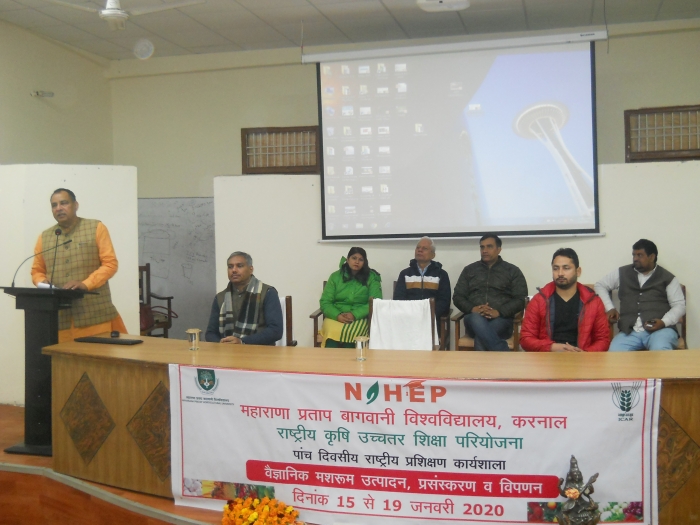 NAHEP
महाराणा प्रताप बागवानी विश्वविद्यालय, करनाल
राष्ट्रीय कृषि उच्चतर शिक्षा परियोजना
पांच दिवसीय राष्ट्रीय प्रशिक्षण कार्यशाला
वैज्ञानिक मशरूम उत्पादन, प्रसंस्करण व विपणन
दिनांक 15 से 19 जनवरी 2020
ICAR